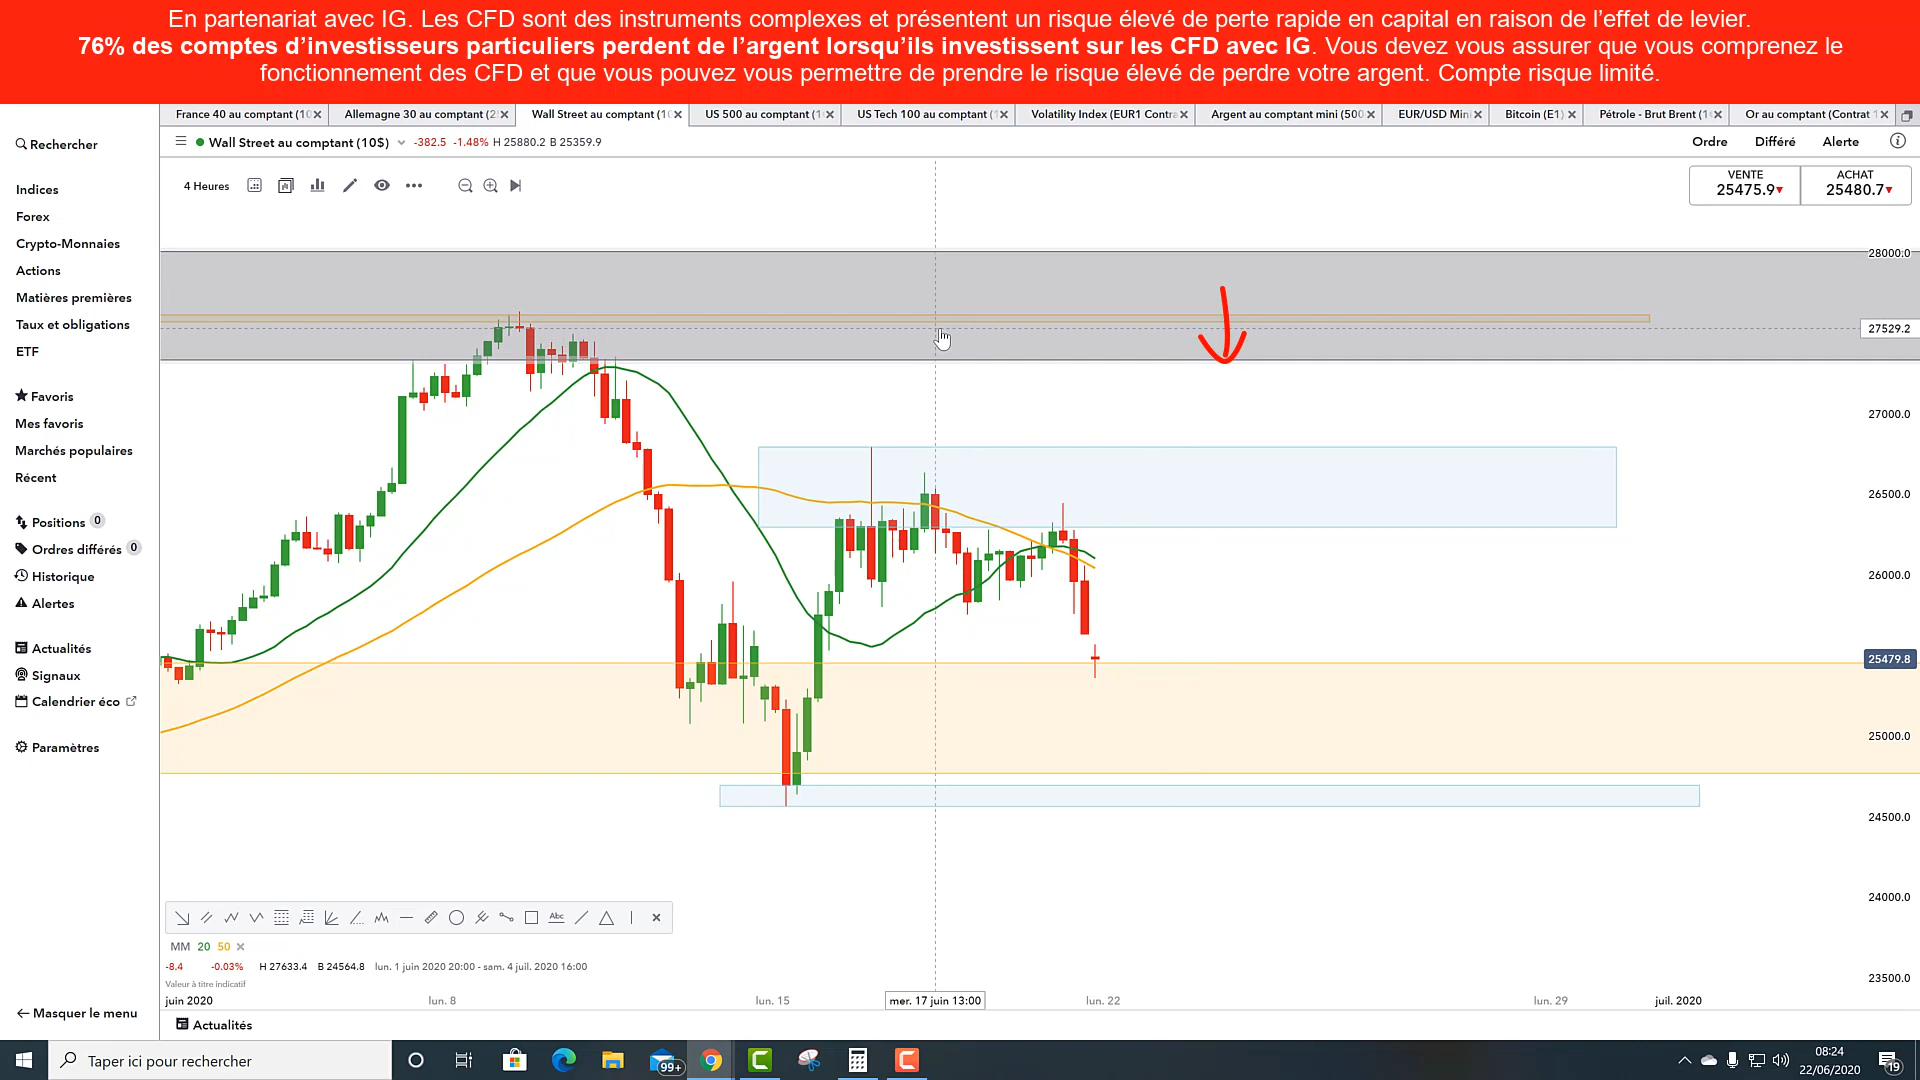 En partenariat avec IG. Les CFD sont des instruments complexes et présentent un risque élevé de perte rapide en capital en raison de l'effet de levier.
76% des comptes d'investisseurs particuliers perdent de l'argent lorsqu'ils investissent sur les CFD avec IG. Vous devez vous assurer que vous comprenez le
fonctionnement des CFD et que vous pouvez vous permettre de prendre le risque élevé de perdre votre argent. Compte risque limité.
France 40 au comptant (10 Allemagne 30 au comptant (2 Wall Street au comptant (10 US 500 au comptant (1 US Tech 100 au comptant (1 Volatility Index (EUR1 Contra Argent au comptant mini (500 EUR/USD Mini Bitcoin (E1) Pétrole - Brut Brent (1 Or au comptant (Contrat 1
Rechercher
Wall Street au comptant (10$) -382.5 -1.48% H 25880.2 B 25359.9
Ordre Différé Alerte
4 Heures
VENTE ACHAT
25475.9 25480.7
Indices
Forex
Crypto-Monnaies
Actions
Matières premières
Taux et obligations
ETF
Favoris
Mes favoris
Marchés populaires
Récent
Positions 0
Ordres différés 0
Historique
Alertes
Actualités
Signaux
Calendrier éco
Paramètres
Masquer le menu
28000.0
27529.2
27000.0
26500.0
26000.0
25479.8
25000.0
24500.0
24000.0
23500.0
Abc
MM 20 50
-8.4 -0.03% H 27633.4 B 24564.8 lun. 1 juin 2020 20:00 - sam. 4 juil. 2020 16:00
Valeur à titre indicatif
juin 2020 lun. 8 lun. 15 mer. 17 juin 13:00 lun. 22 lun. 29 juil. 2020
Actualités
Taper ici pour rechercher
99+
08:24
22/06/2020
19